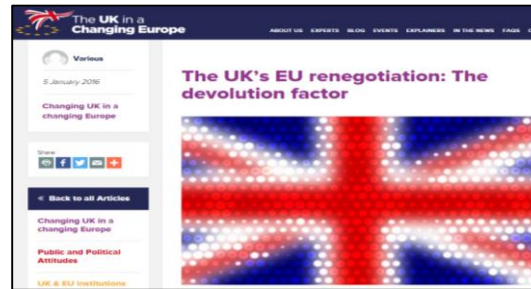 The UK in a
Changing Europe
ABOUT US EXPERTS BLOG EVENTS EXPLAINERS IN THE NEWS FAQS
Various
5 January 2016
Changing UK in a
changing Europe
Share
« Back to all Articles
Changing UK in a
changing Europe
Public and Political
Attitudes
UK & EU Institutions
The UK's EU renegotiation: The
devolution factor